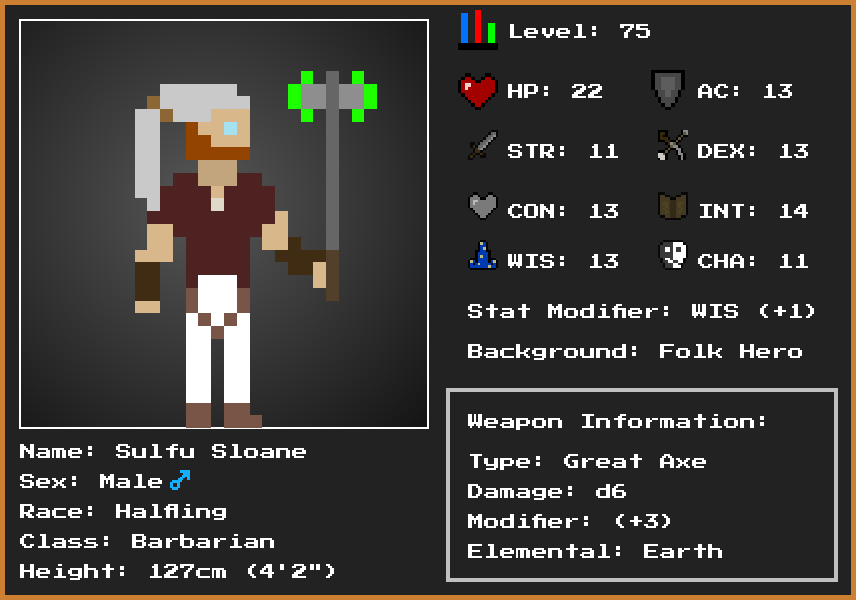 Level: 75
HP: 22
AC: 13
STR: 11
DEX: 13
CON: 13
INT: 14
WIS: 13
CHA: 11
Stat Modifier: WIS (+1)
Background: Folk Hero
Weapon Information:
Type: Great Axe
Damage: d6
Modifier: (+3)
Elemental: Earth
Name: Sulfu Sloane
Sex: Male♂
Race: Halfling
Class: Barbarian
Height: 127cm (4'2")